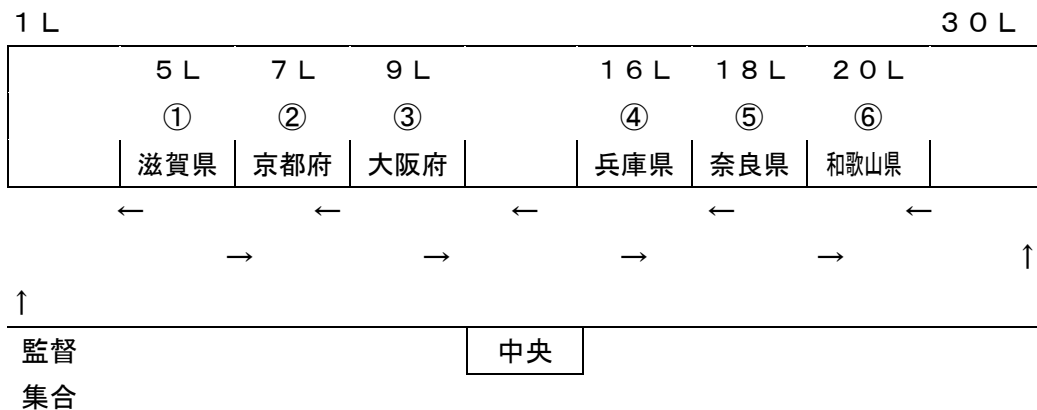 １Ｌ ３０Ｌ
５Ｌ ７Ｌ ９Ｌ １６Ｌ １８Ｌ ２０Ｌ
① ② ③ ④ ⑤ ⑥
滋賀県 京都府 大阪府 兵庫県 奈良県 和歌山県
← ← ← ← ←
→ → → → ↑
↑
監督 中央
集合